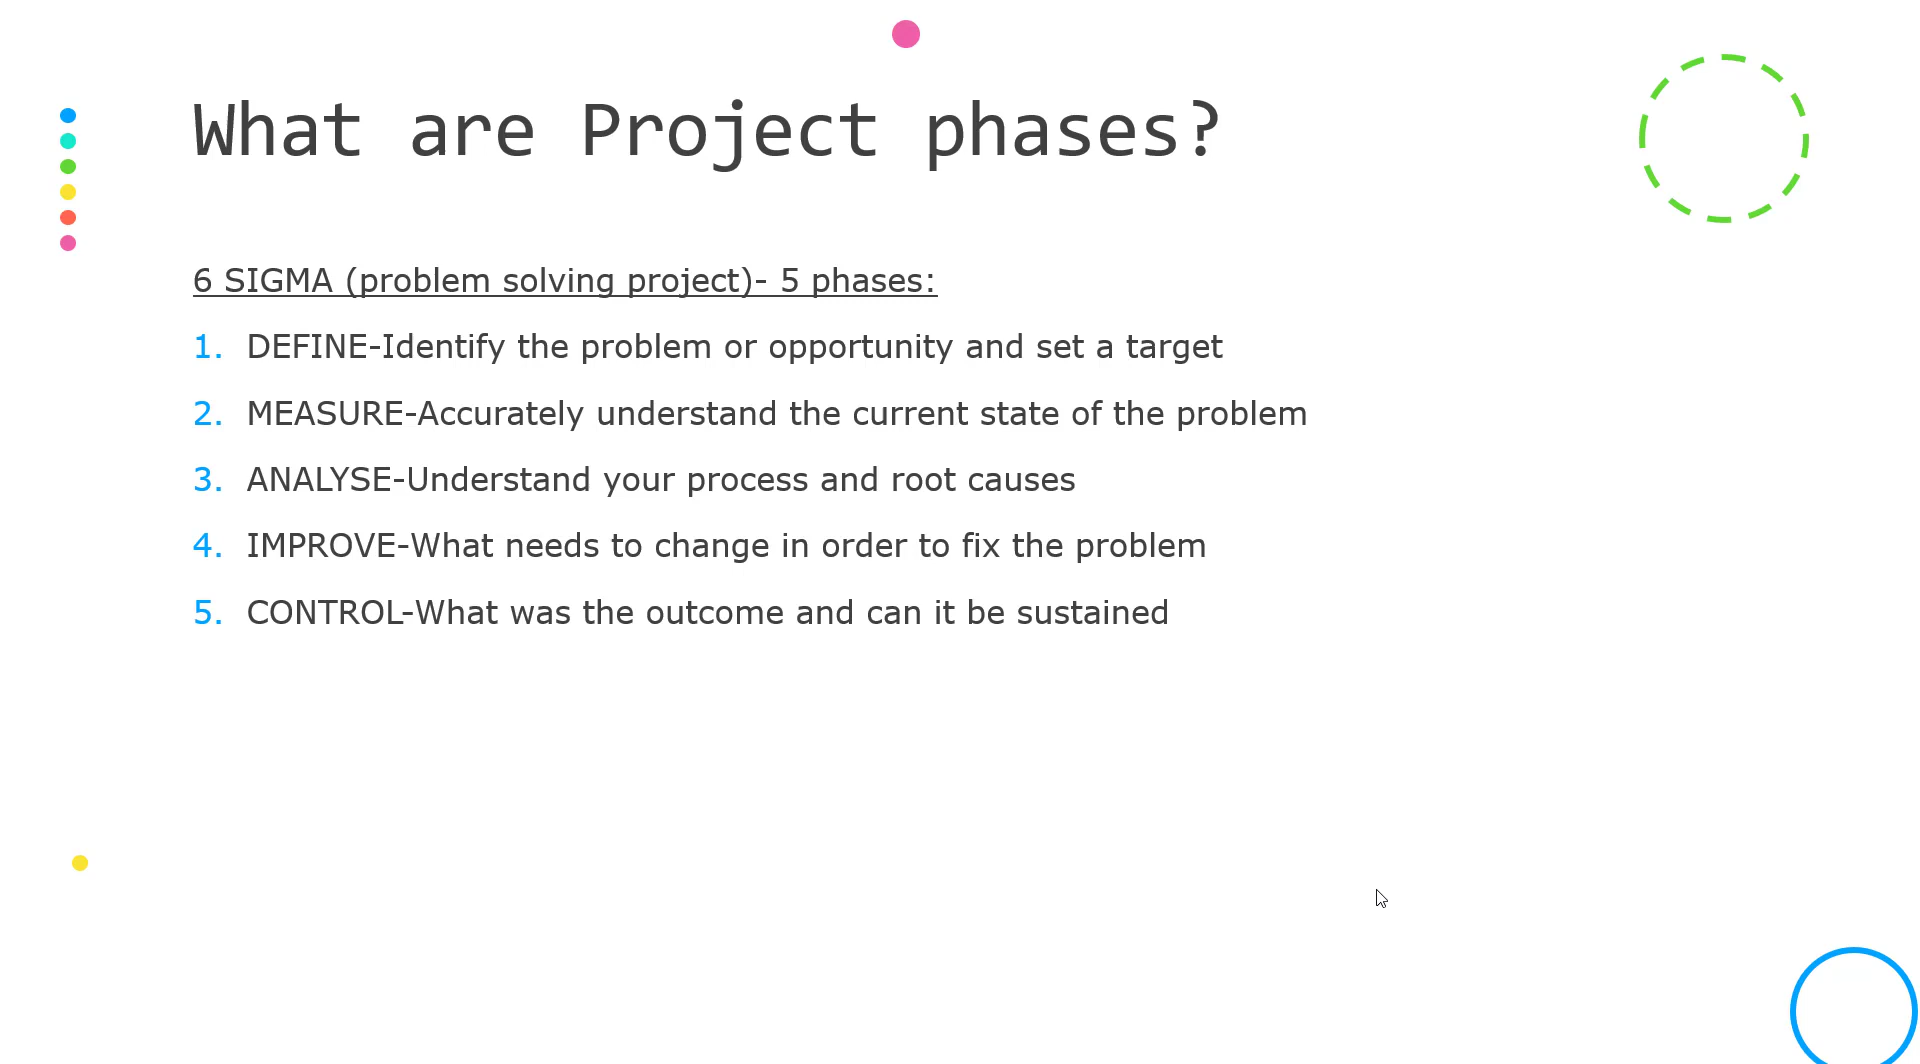 What are Project phases?
6 SIGMA (problem solving project)- 5 phases:
1. DEFINE-Identify the problem or opportunity and set a target
2. MEASURE-Accurately understand the current state of the problem
3. ANALYSE-Understand your process and root causes
4. IMPROVE-What needs to change in order to fix the problem
5. CONTROL-What was the outcome and can it be sustained